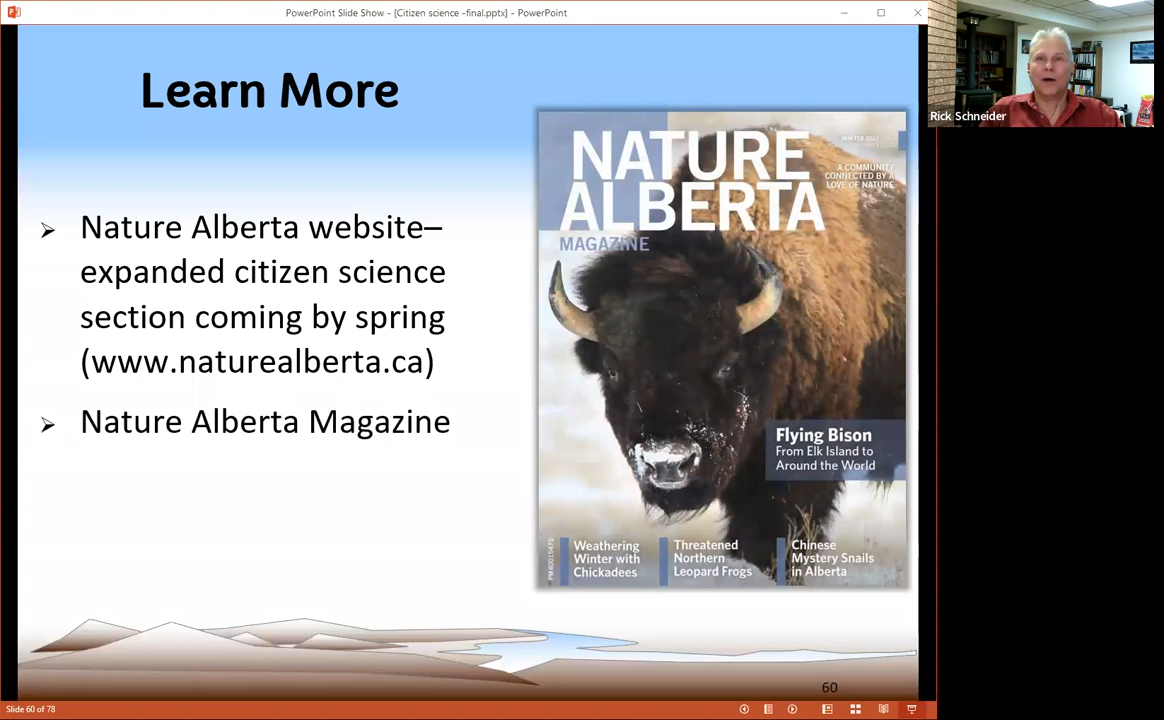 PowerPoint Slide Show - [Citizen science -final.pptx] - PowerPoint
Rick Schneider
Learn More
Nature Alberta website–
expanded citizen science
section coming by spring
(www.naturealberta.ca)
Nature Alberta Magazine
NATURE
ALBERTA
MAGAZINE
A COMMUNITY
CONNECTED BY A
LOVE OF NATURE
Flying Bison
From Elk Island to
Around the World
Weathering
Winter with
Chickadees
Threatened
Northern
Leopard Frogs
Chinese
Mystery Snails
in Alberta
60
Slide 60 of 78